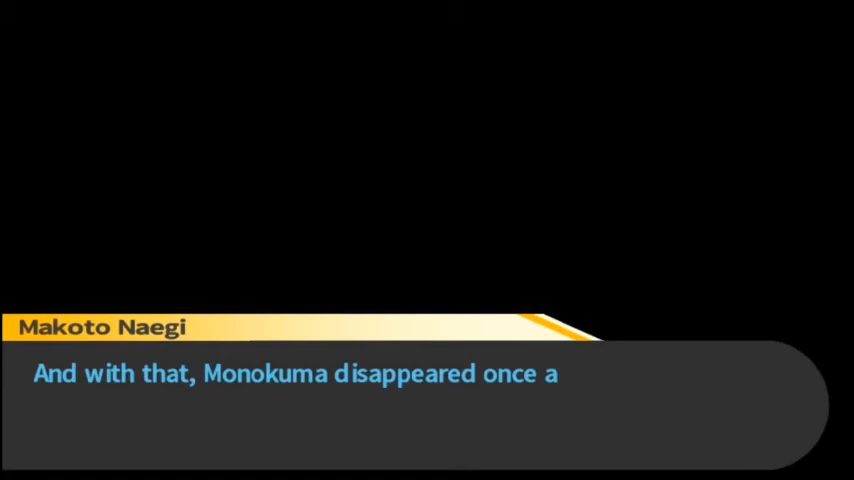 Makoto Naegi
And with that, Monokuma disappeared once a